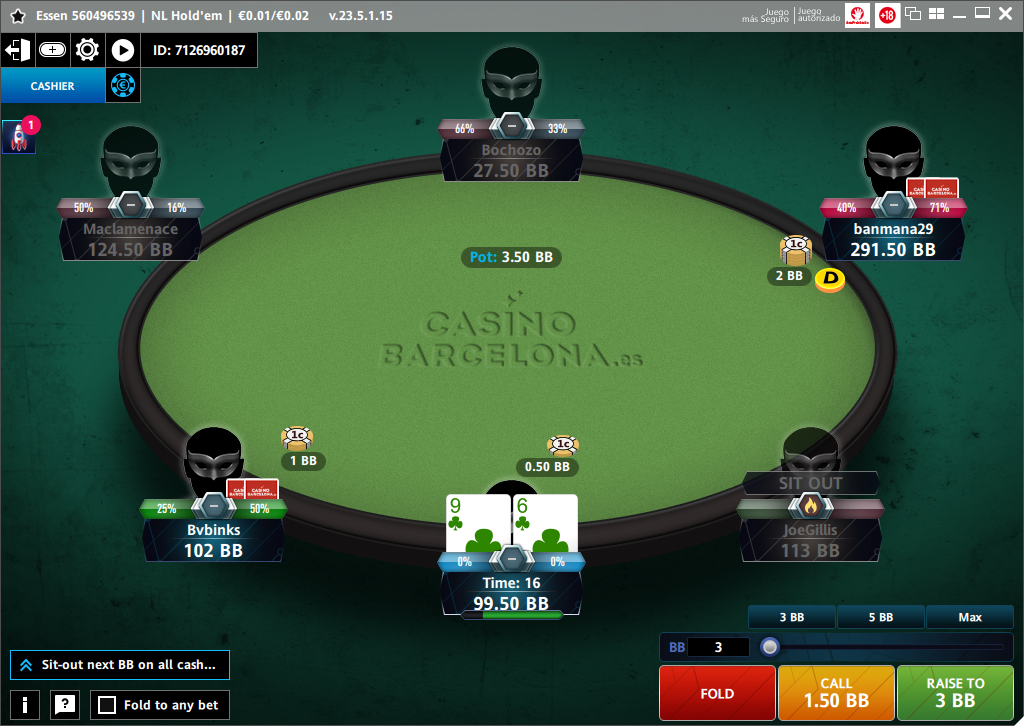 Essen 560496539 | NL Hold'em | €0.01/€0.02 v.23.5.1.15
Juego más Seguro
Juego autorizado
+18
ID: 7126960187
CASHIER
1
66% 33%
Bochozo
27.50 BB
50% 16%
Maclamenace
124.50 BB
40% 71%
banmana29
291.50 BB
Pot: 3.50 BB
1c
2 BB
D
CASINO
BARCELONA.es
1c
1 BB
1c
0.50 BB
25% 50%
Bvbinks
102 BB
9 6
0% 0%
Time: 16
99.50 BB
SIT OUT
JoeGillis
113 BB
3 BB 5 BB Max
BB 3
Sit-out next BB on all cash...
Fold to any bet
FOLD
CALL
1.50 BB
RAISE TO
3 BB